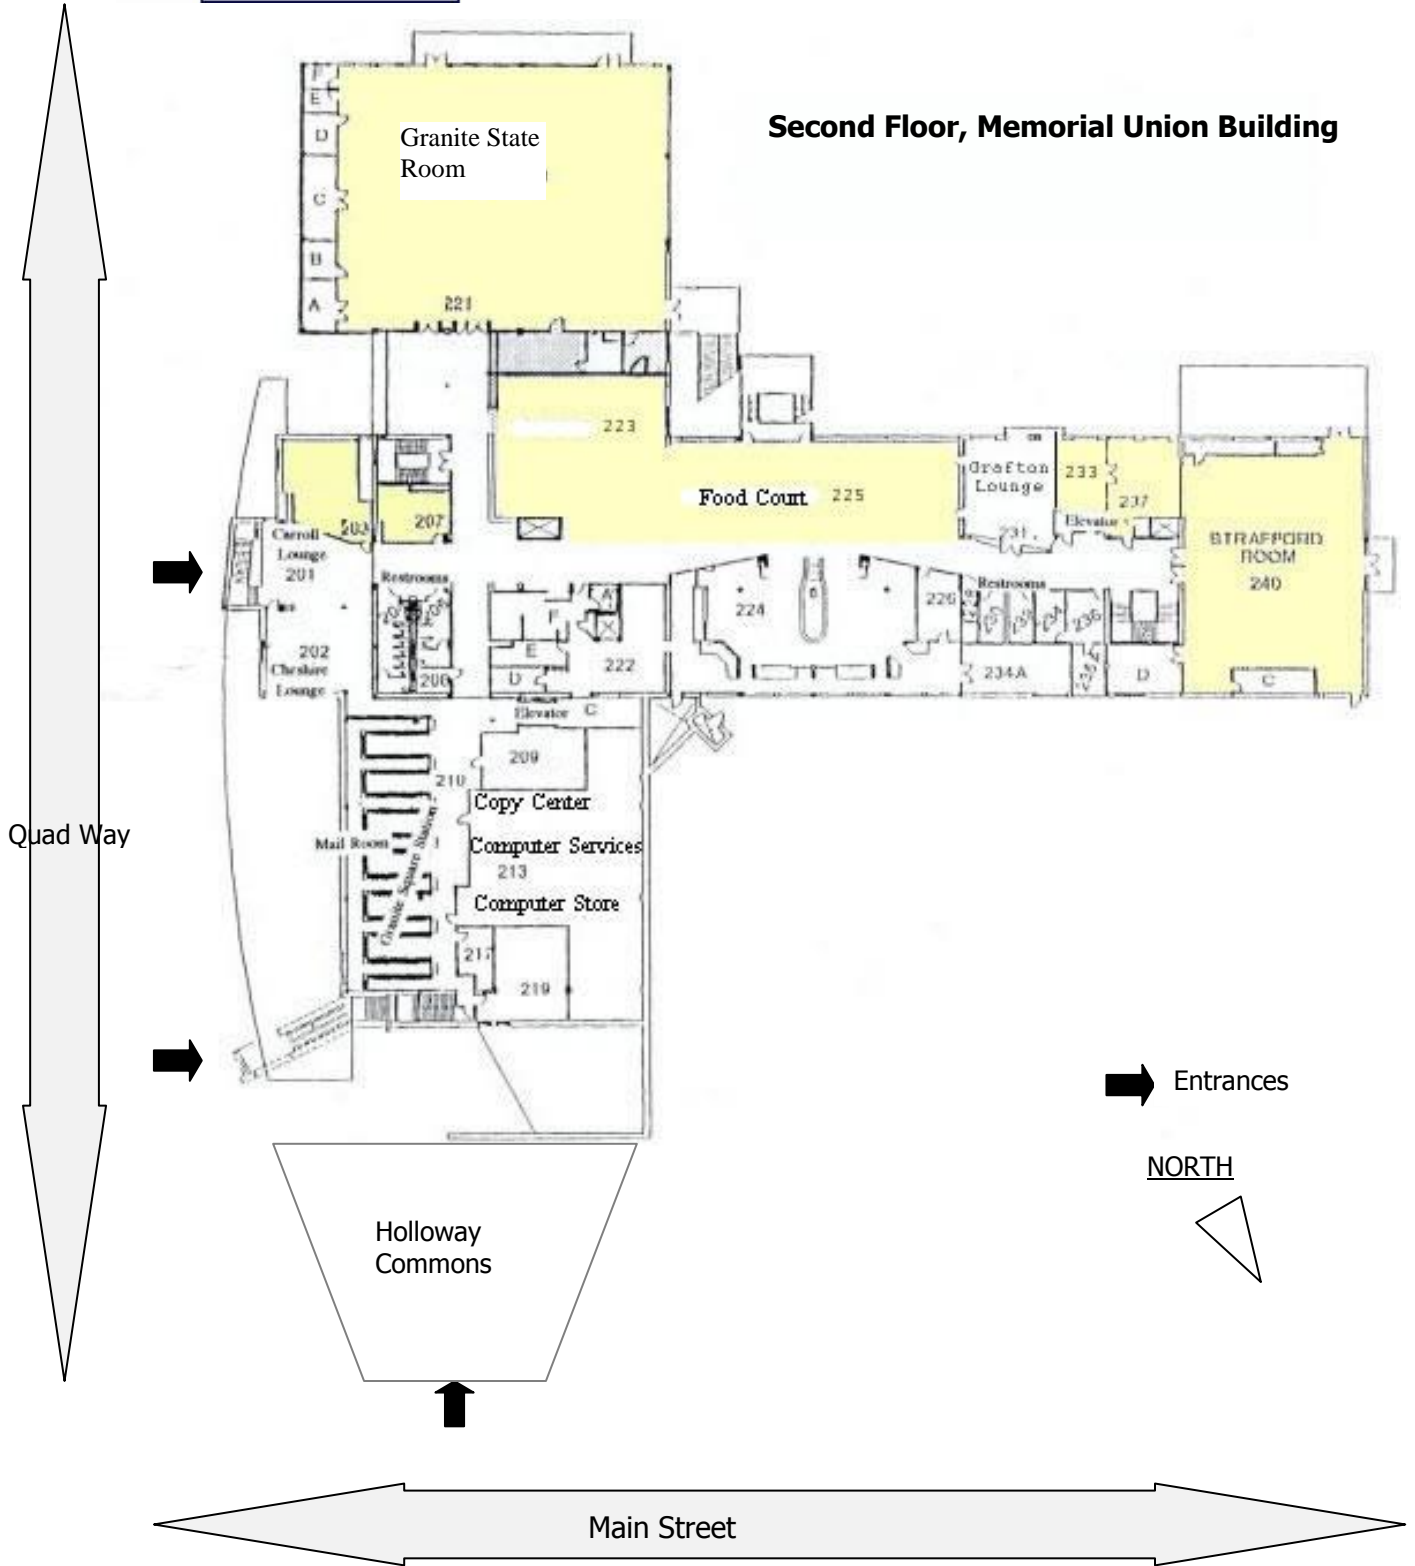 Second Floor, Memorial Union Building
F
E
D
C
B
A
Granite State
Room
221
223
Food Court 225
Grafton
Lounge
231
233
237
Elevator
STRAFFORD
ROOM
240
C
D
203
207
Carroll
Lounge
201
Restrooms
202
Cheshire
Lounge
208
F
A
E
D
222
224
226
Restrooms
236
234A
Elevator C
209
210
Copy Center
Mail Room
Granite Square Station
Computer Services
213
Computer Store
217
219
Quad Way
Entrances
NORTH
Holloway
Commons
Main Street